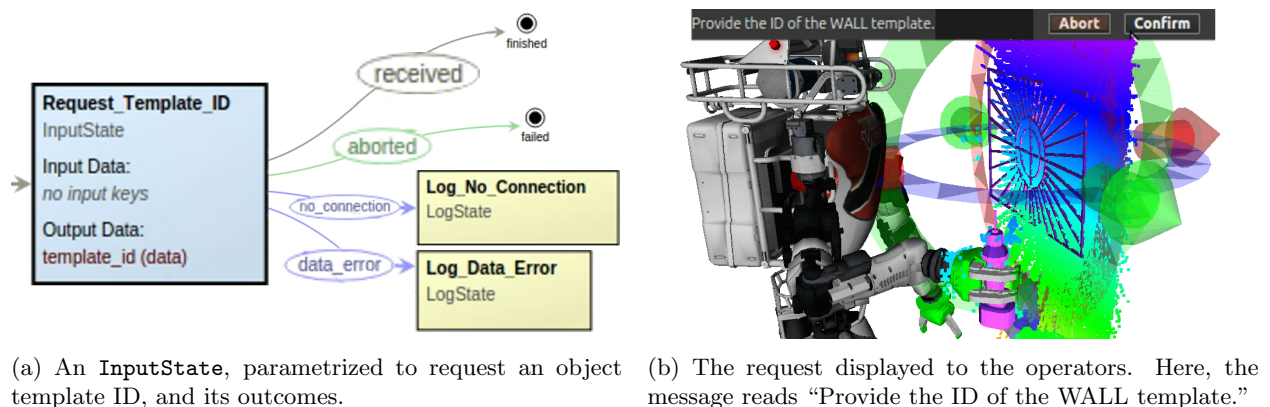 Request_Template_ID
InputState
Input Data:
no input keys
Output Data:
template_id (data)
received
finished
aborted
failed
no_connection
Log_No_Connection
LogState
data_error
Log_Data_Error
LogState
Provide the ID of the WALL template.
Abort
Confirm
(a) An InputState, parametrized to request an object
template ID, and its outcomes.
(b) The request displayed to the operators. Here, the
message reads “Provide the ID of the WALL template.”